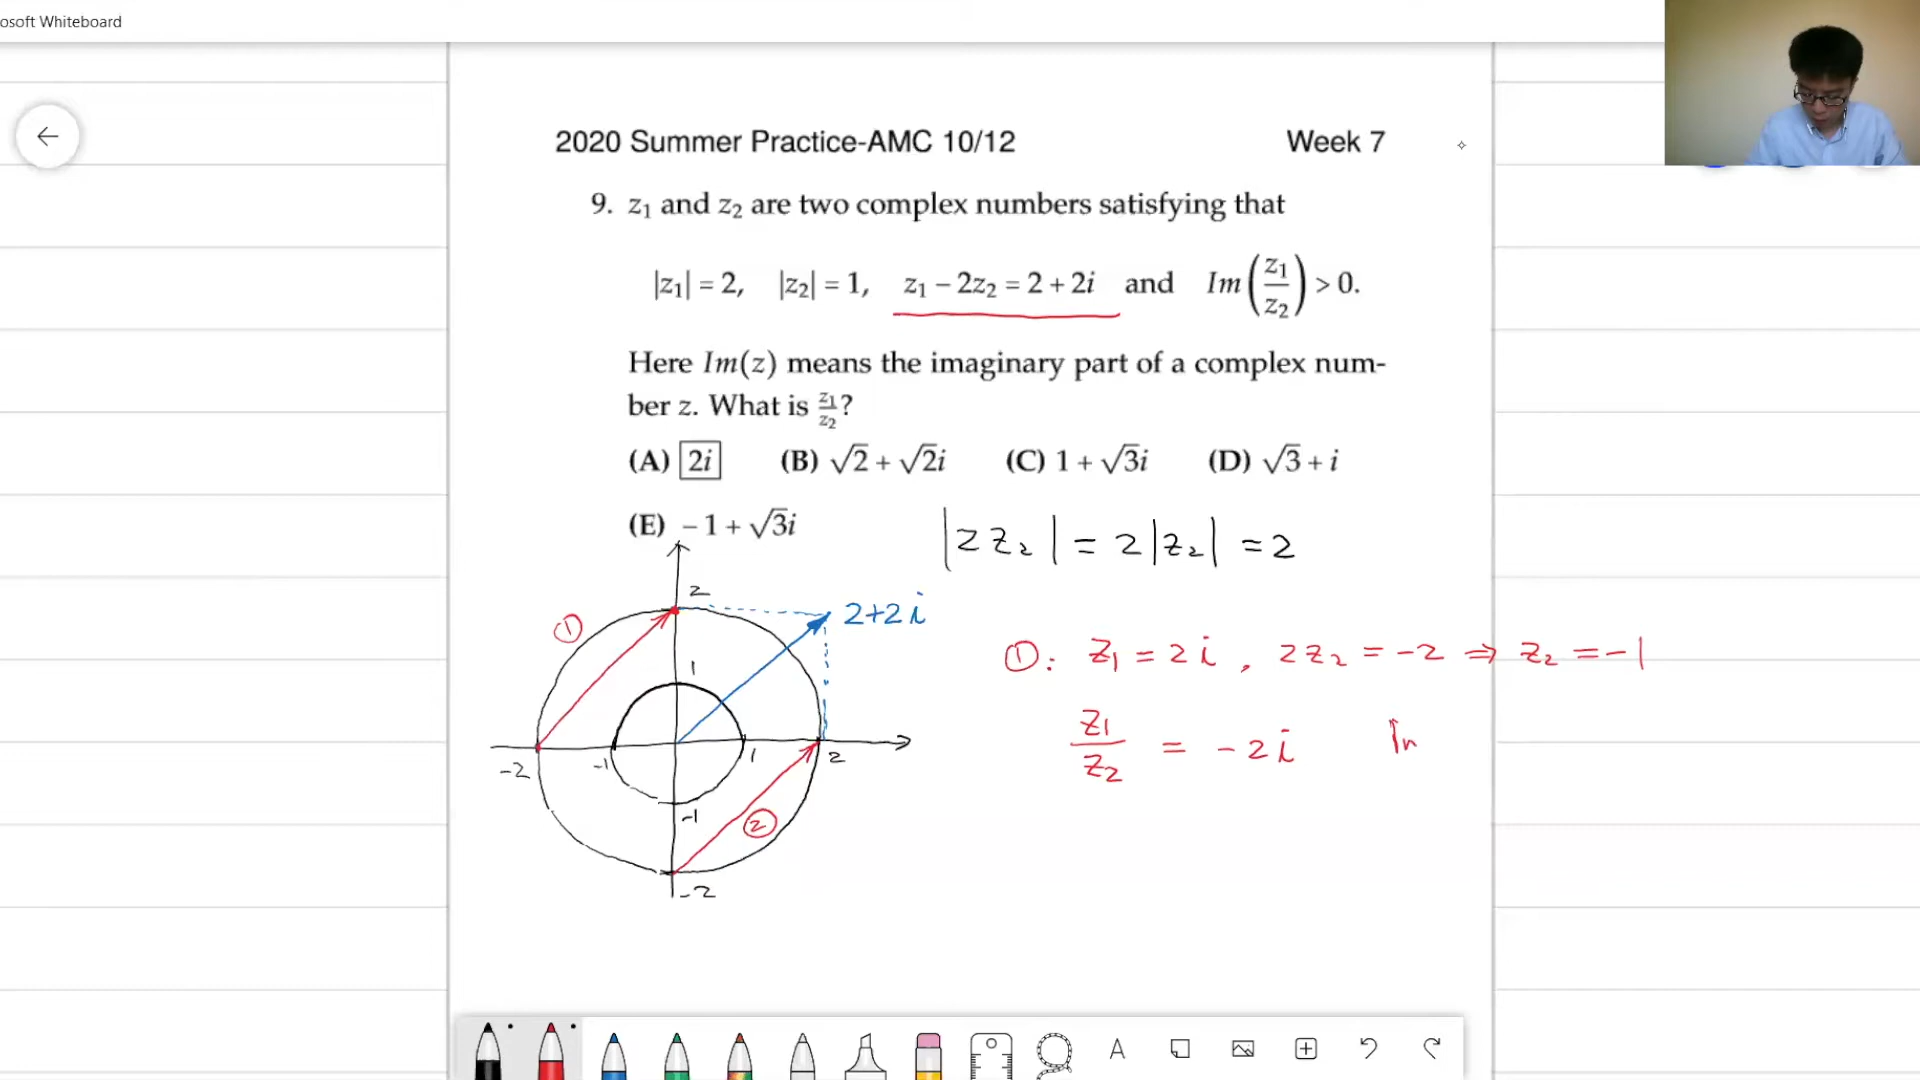 osoft Whiteboard
2020 Summer Practice-AMC 10/12 Week 7
9. z₁ and z₂ are two complex numbers satisfying that
|z₁| = 2, |z₂| = 1, z₁ − 2z₂ = 2 + 2i and Im(z₁/z₂) > 0.
Here Im(z) means the imaginary part of a complex num-
ber z. What is z₁/z₂?
(A) 2i (B) √2 + √2i (C) 1 + √3i (D) √3 + i
(E) − 1 + √3i
|2z₂| = 2|z₂| = 2
2
① 2+2i
1
①: z₁ = 2i, 2z₂ = −2 ⇒ z₂ = −1
z₁/z₂ = −2i Im
-2 -1 1 2
-1
②
-2
A